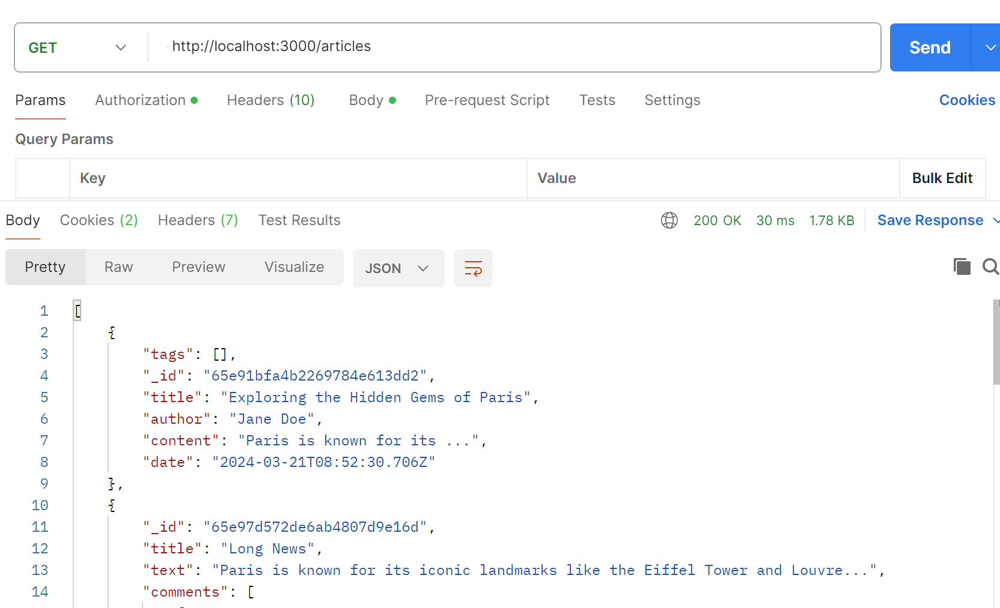 GET http://localhost:3000/articles Send
Params Authorization Headers (10) Body Pre-request Script Tests Settings Cookies
Query Params
Key Value Bulk Edit
Body Cookies (2) Headers (7) Test Results 200 OK 30 ms 1.78 KB Save Response
Pretty Raw Preview Visualize JSON
1 [
2 {
3 "tags": [],
4 "_id": "65e91bfa4b2269784e613dd2",
5 "title": "Exploring the Hidden Gems of Paris",
6 "author": "Jane Doe",
7 "content": "Paris is known for its ...",
8 "date": "2024-03-21T08:52:30.706Z"
9 },
10 {
11 "_id": "65e97d572de6ab4807d9e16d",
12 "title": "Long News",
13 "text": "Paris is known for its iconic landmarks like the Eiffel Tower and Louvre...",
14 "comments": [